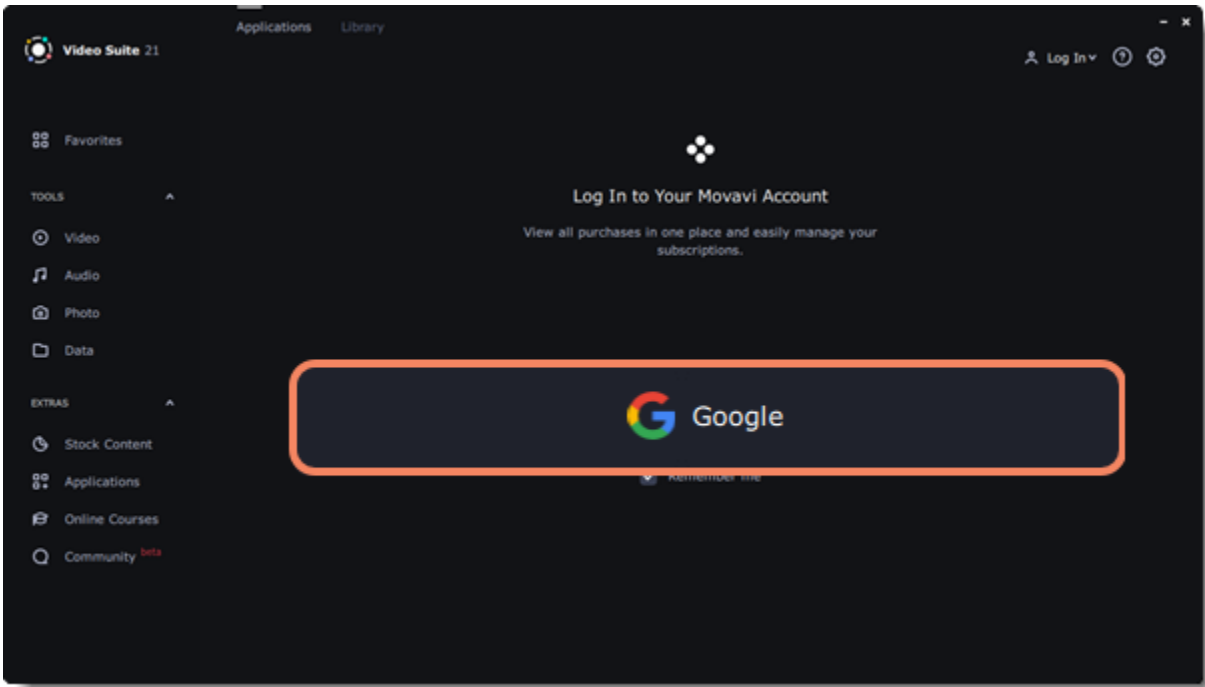 Applications Library
Video Suite 21
Log In
Favorites
TOOLS
Video
Audio
Photo
Data
EXTRAS
Stock Content
Applications
Online Courses
Community beta
Log In to Your Movavi Account
View all purchases in one place and easily manage your
subscriptions.
Google
Remember me